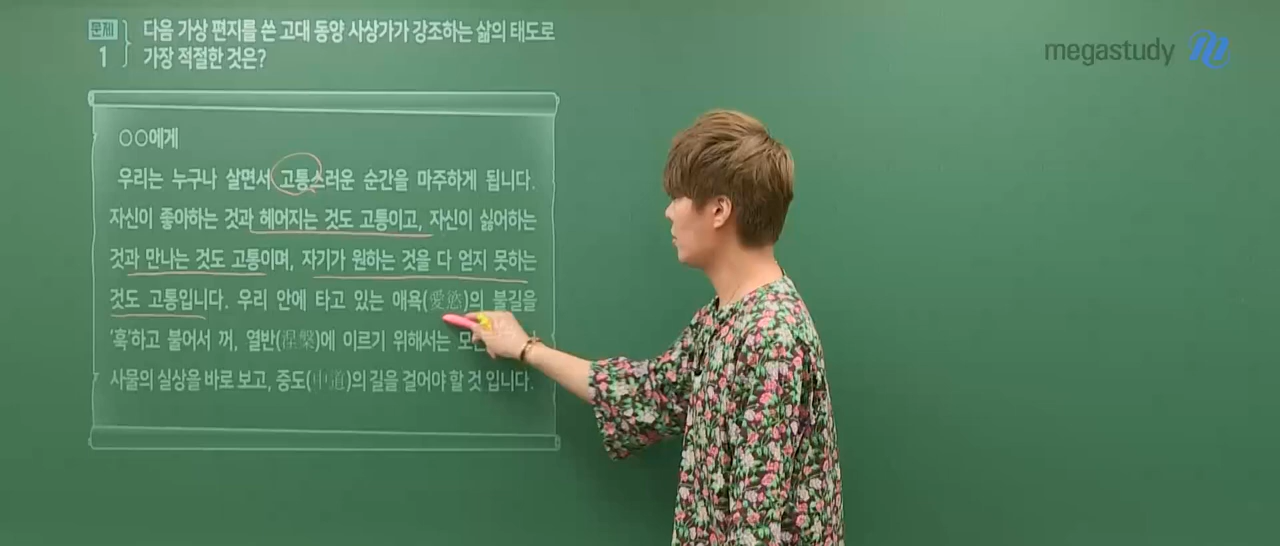 문제 1
다음 가상 편지를 쓴 고대 동양 사상가가 강조하는 삶의 태도로
가장 적절한 것은?
megastudy
○○에게
우리는 누구나 살면서 고통스러운 순간을 마주하게 됩니다.
자신이 좋아하는 것과 헤어지는 것도 고통이고, 자신이 싫어하는
것과 만나는 것도 고통이며, 자기가 원하는 것을 다 얻지 못하는
것도 고통입니다. 우리 안에 타고 있는 애욕(愛慾)의 불길을
'훅'하고 불어서 꺼, 열반(涅槃)에 이르기 위해서는
사물의 실상을 바로 보고, 중도(中道)의 길을 걸어야 할 것 입니다.